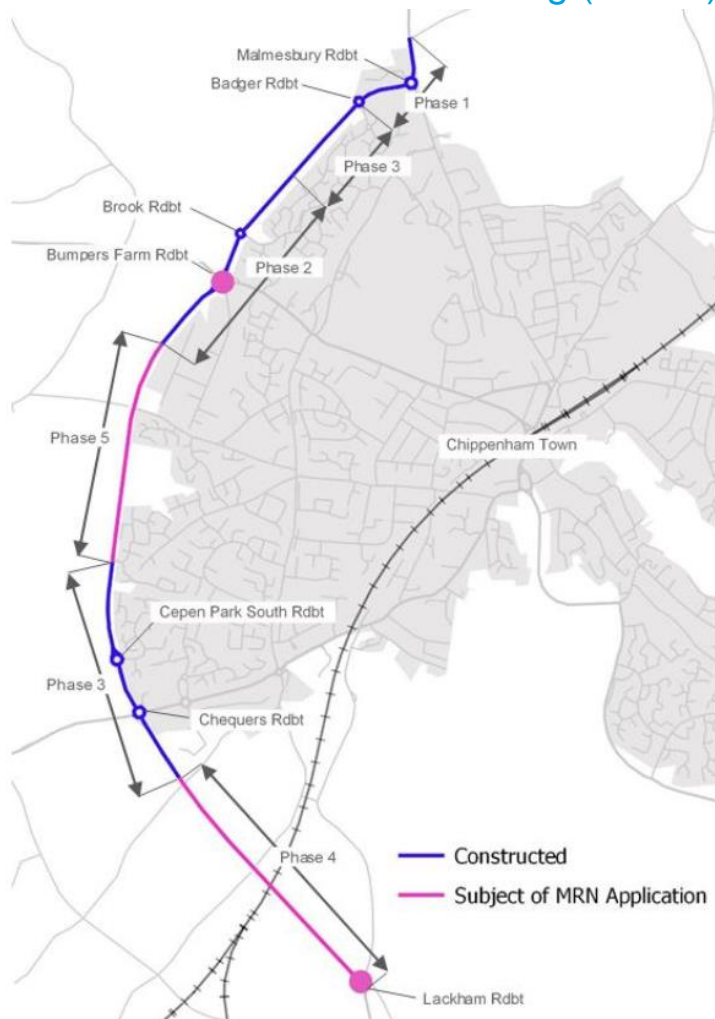 Malmesbury Rdbt
Badger Rdbt
Phase 1
Phase 3
Brook Rdbt
Bumpers Farm Rdbt
Phase 2
Phase 5
Chippenham Town
Cepen Park South Rdbt
Phase 3
Chequers Rdbt
Phase 4
Constructed
Subject of MRN Application
Lackham Rdbt